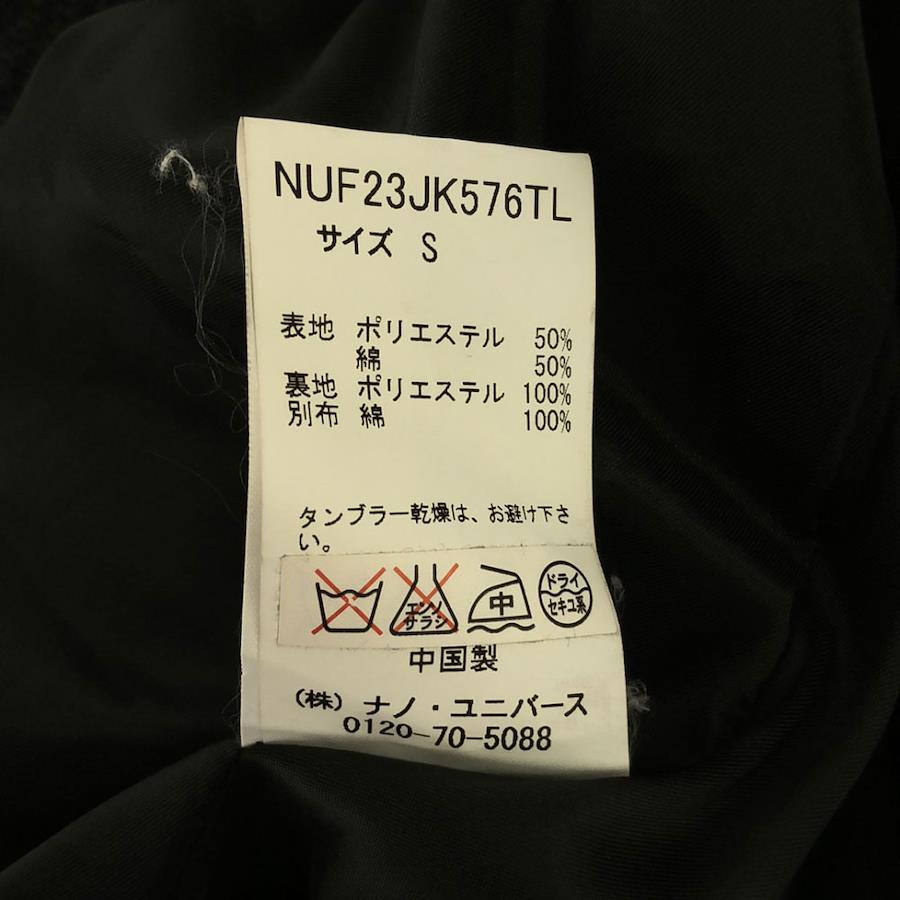 NUF23JK576TL
サイズ S
表地 ポリエステル 50%
綿 50%
裏地 ポリエステル 100%
別布 綿 100%
タンブラー乾燥は、お避け下さ
い。
エンソ
サラシ
中
ドライ
セキユ系
中国製
(株) ナノ・ユニバース
0120-70-5088